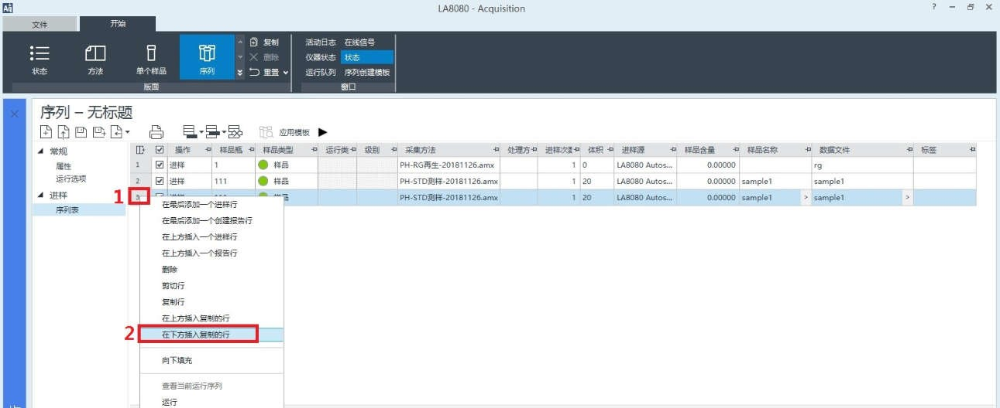 LA8080 - Acquisition
文件 开始
状态 方法 单个样品 序列 复制 删除 重置
版面
活动日志 在线信号
仪器状态 状态
运行队列 序列创建模板
窗口
序列 – 无标题
应用模板
常规
属性
运行选项
进样
序列表
操作 样品瓶 样品类型 运行类 级别 采集方法 处理方 进样次数 体积 进样源 样品含量 样品名称 数据文件 标签
1 进样 1 样品 PH-RG再生-20181126.amx 1 0 LA8080 Autos... 0.00000 rg
2 进样 111 样品 PH-STD测样-20181126.amx 1 20 LA8080 Autos... 0.00000 sample1 sample1
1 3 样品 PH-STD测样-20181126.amx 1 20 LA8080 Autos... 0.00000 sample1 > sample1 >
在最后添加一个进样行
在最后添加一个创建报告行
在上方插入一个进样行
在上方插入一个报告行
删除
剪切行
复制行
在上方插入复制的行
2 在下方插入复制的行
向下填充
查看当前运行序列
运行